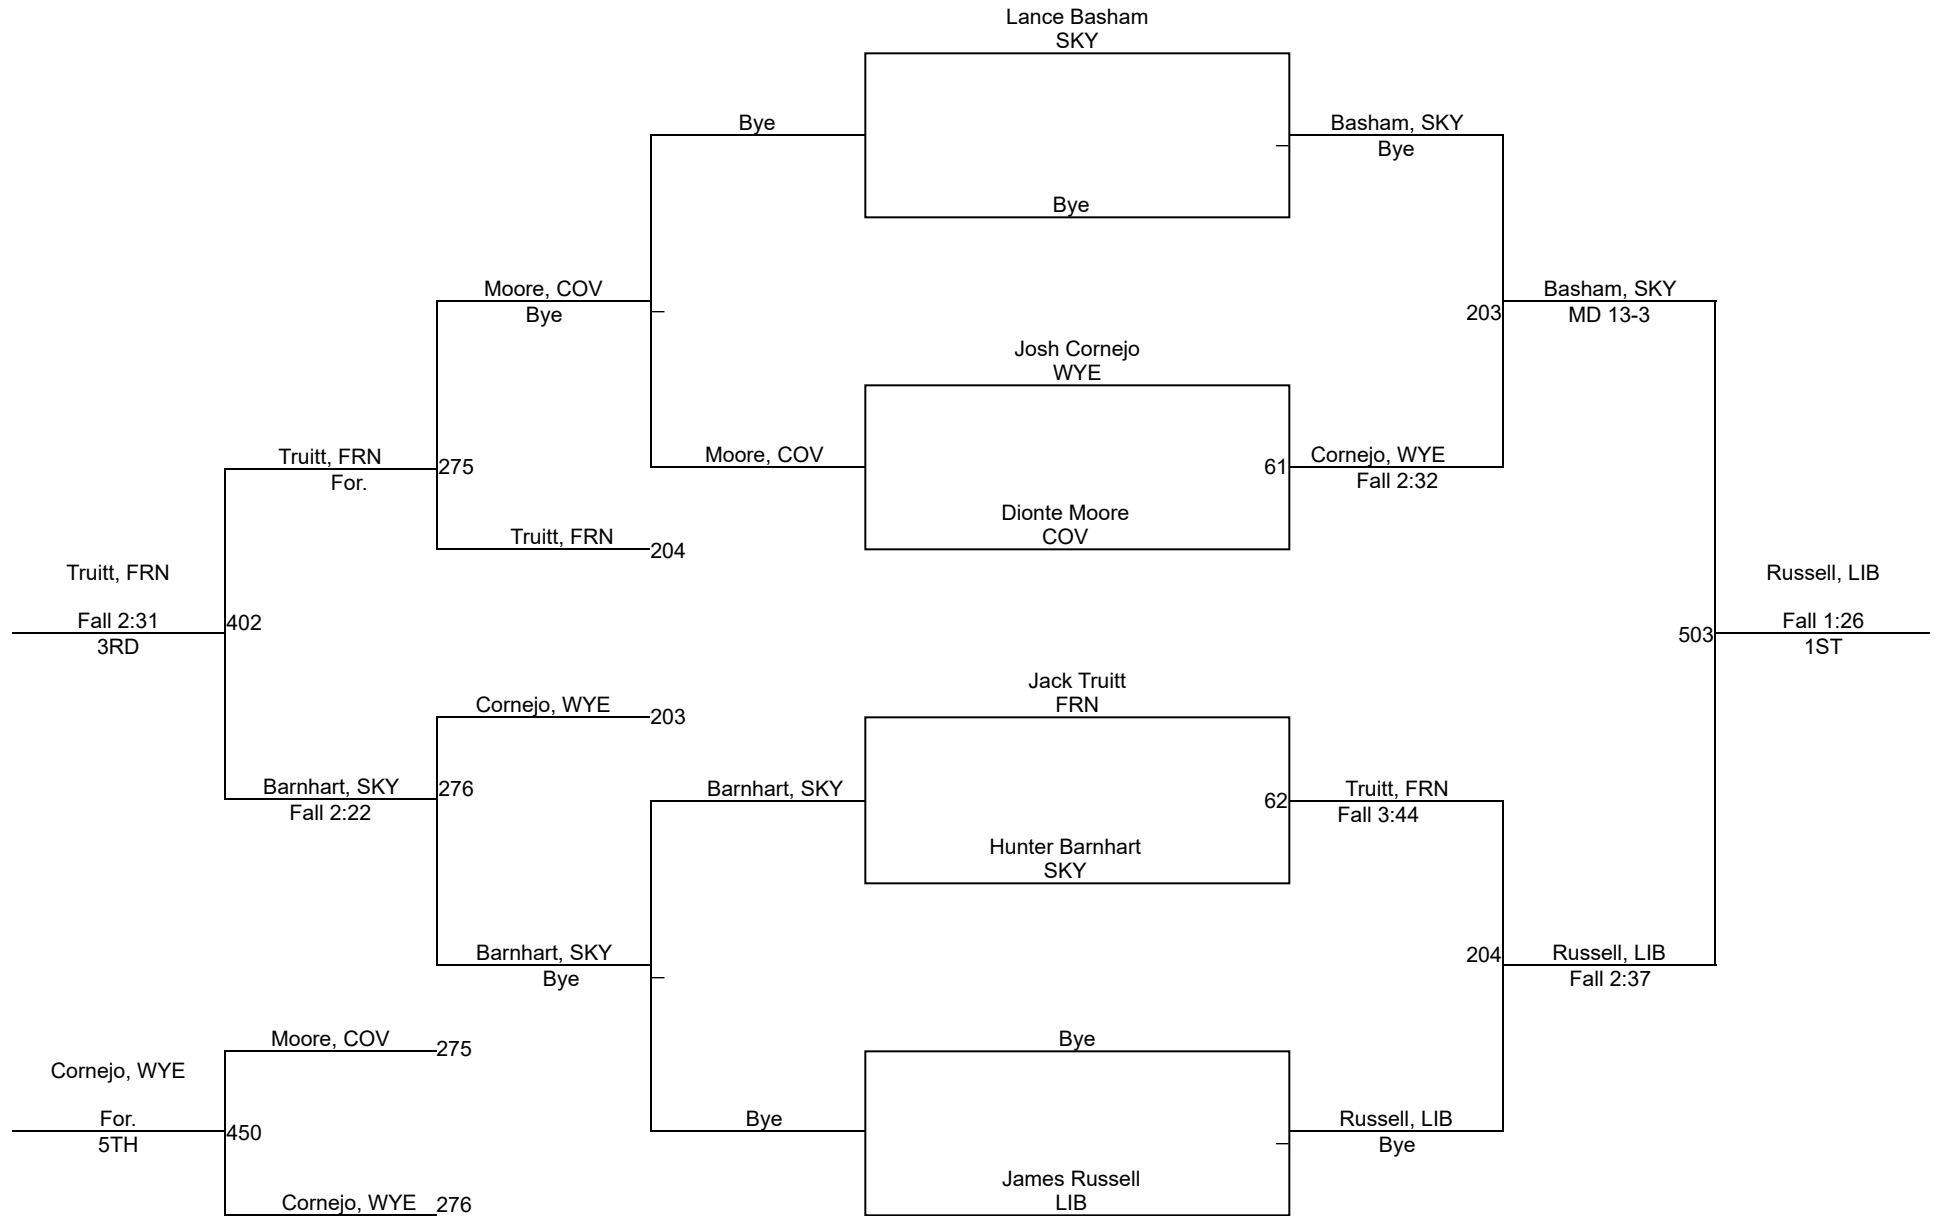 Lance Basham
SKY
Bye
Basham, SKY
Bye
Bye
Moore, COV
Bye
Basham, SKY
203
MD 13-3
Josh Cornejo
WYE
Truitt, FRN
275
For.
Moore, COV
61
Cornejo, WYE
Fall 2:32
Dionte Moore
COV
Truitt, FRN
204
Truitt, FRN
Fall 2:31
402
3RD
Russell, LIB
503
Fall 1:26
1ST
Cornejo, WYE
203
Jack Truitt
FRN
Barnhart, SKY
276
Fall 2:22
Barnhart, SKY
62
Truitt, FRN
Fall 3:44
Hunter Barnhart
SKY
Barnhart, SKY
Bye
204
Russell, LIB
Fall 2:37
Moore, COV
275
Bye
Cornejo, WYE
For.
450
5TH
Bye
Russell, LIB
Bye
Cornejo, WYE
276
James Russell
LIB